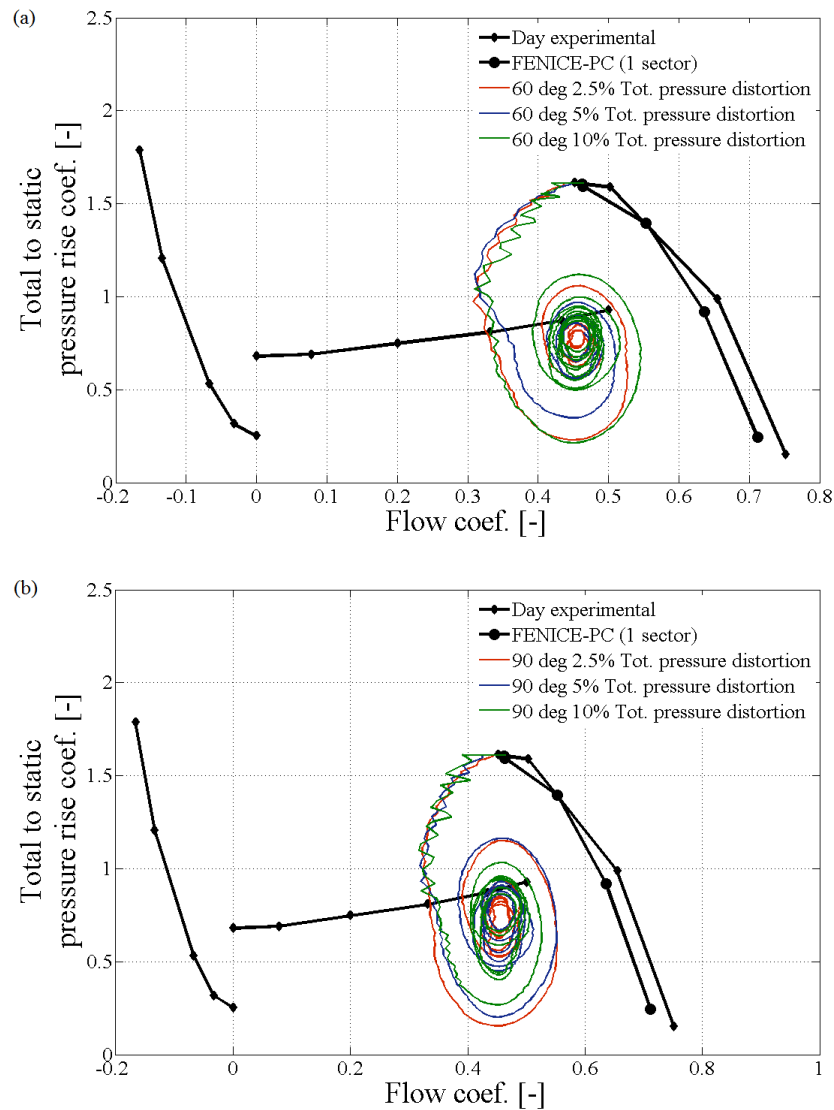 (a)
2.5
2
1.5
1
0.5
0
Total to static
pressure rise coef. [-]
Day experimental
FENICE-PC (1 sector)
60 deg 2.5% Tot. pressure distortion
60 deg 5% Tot. pressure distortion
60 deg 10% Tot. pressure distortion
-0.2 -0.1 0 0.1 0.2 0.3 0.4 0.5 0.6 0.7 0.8
Flow coef. [-]
(b)
2.5
2
1.5
1
0.5
0
Total to static
pressure rise coef. [-]
Day experimental
FENICE-PC (1 sector)
90 deg 2.5% Tot. pressure distortion
90 deg 5% Tot. pressure distortion
90 deg 10% Tot. pressure distortion
-0.2 0 0.2 0.4 0.6 0.8 1
Flow coef. [-]